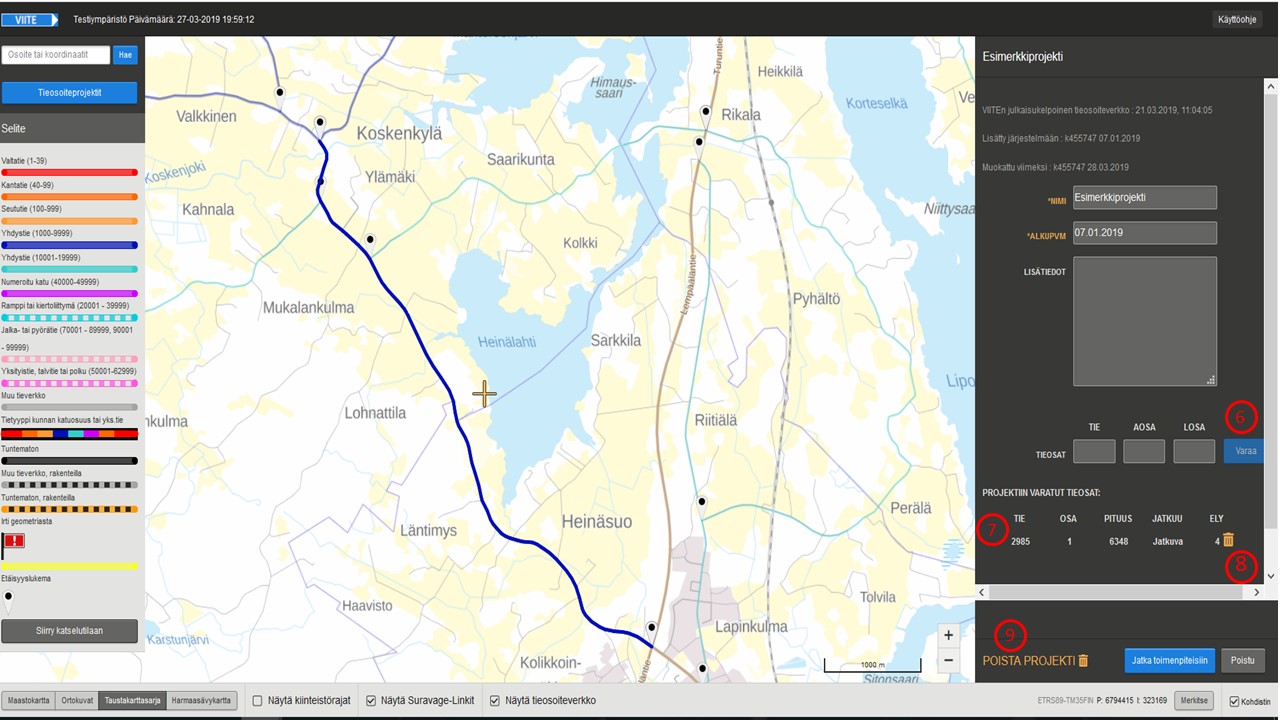 VIITE
Testiympäristö Päivämäärä: 27-03-2019 19:59:12
Käyttöohje
Osoite tai koordinaatit
Hae
Tieosoiteprojektit
Selite
Valtatie (1-39)
Kantatie (40-99)
Seututie (100-999)
Yhdystie (1000-9999)
Yhdystie (10001-19999)
Numeroitu katu (40000-49999)
Ramppi tai kiertoliittymä (20001 - 39999)
Jalka- tai pyörätie (70001 - 89999, 90001
- 99999)
Yksityistie, talvitie tai polku (50001-62999)
Muu tieverkko
Tietyyppi kunnan katuosuus tai yks.tie
Tuntematon
Muu tieverkko, rakenteilla
Tuntematon, rakenteilla
Irti geometriasta
Etäisyyslukema
Siirry katselutilaan
Valkkinen
Koskenkylä
Himaus-
saari
Turuntie
Heikkilä
Rikala
Korteselkä
Ve
Koskenjoki
Ylämäki
Saarikunta
Kahnala
Kolkki
Niittysaa
Mukalankulma
Lempääläntie
Pyhältö
Heinälahti
Sarkkila
Lipo
nkulma
Lohnattila
Riitiälä
Läntimys
Heinäsuo
Perälä
Haavisto
Tolvila
Karstunjärvi
Lapinkulma
Kolikkoin-
Sitonsaari
+
−
1000 m
Esimerkkiprojekti
VIITEn julkaisukelpoinen tieosoiteverkko : 21.03.2019, 11:04:05
Lisätty järjestelmään : k455747 07.01.2019
Muokattu viimeksi : k455747 28.03.2019
*NIMI
Esimerkkiprojekti
*ALKUPVM
07.01.2019
LISÄTIEDOT
6
TIE AOSA LOSA
TIEOSAT
Varaa
PROJEKTIIN VARATUT TIEOSAT:
7
TIE OSA PITUUS JATKUU ELY
2985 1 6348 Jatkuva 4
8
9
POISTA PROJEKTI
Jatka toimenpiteisiin
Poistu
Maastokartta
Ortokuvat
Taustakarttasarja
Harmaasävykartta
Näytä kiinteistörajat
Näytä Suravage-Linkit
Näytä tieosoiteverkko
ETRS89-TM35FIN P: 6794415 I: 323169
Merkitse
Kohdistin